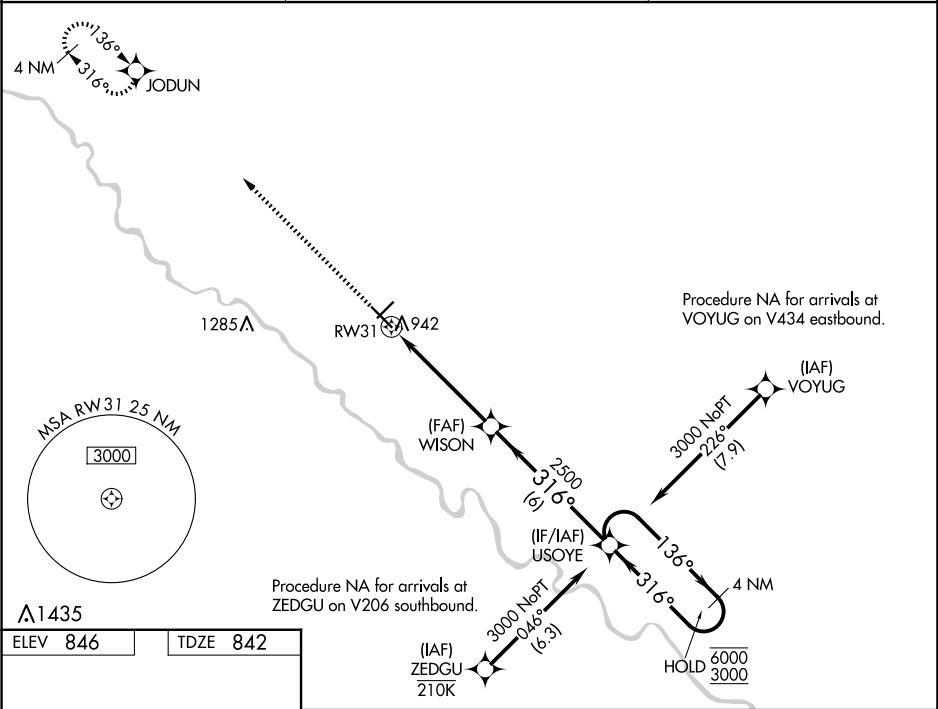 136°
4 NM
316°
JODUN
1285
RW31
942
Procedure NA for arrivals at
VOYUG on V434 eastbound.
(IAF)
VOYUG
3000 NoPT
226°
(7.9)
MSA RW31 25 NM
3000
(FAF)
WISON
2500
316°
(6)
(IF/IAF)
USOYE
136°
316°
4 NM
HOLD
6000
3000
Procedure NA for arrivals at
ZEDGU on V206 southbound.
3000 NoPT
046°
(6.3)
(IAF)
ZEDGU
210K
1435
ELEV 846
TDZE 842